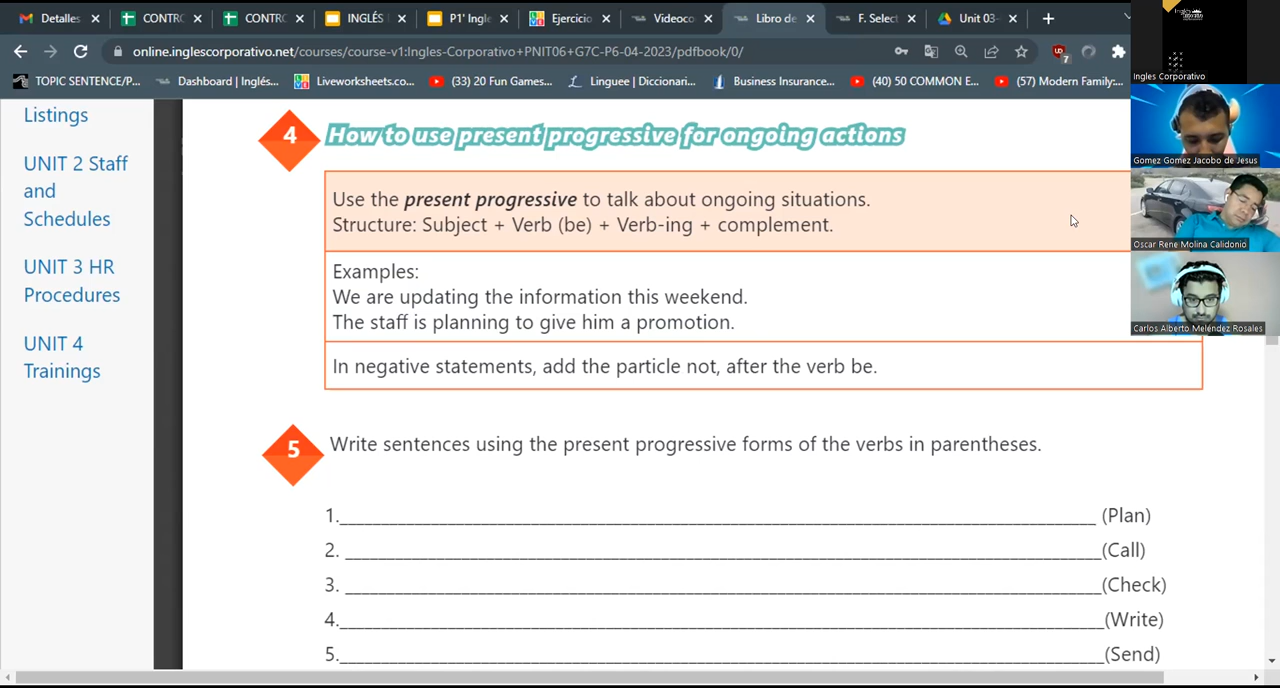 Detalles
CONTRO
CONTRO
INGLÉS I
P1' Ingle
Ejercicio
Videoco
Libro de
F. Select
Unit 03-
online.inglescorporativo.net/courses/course-v1:Ingles-Corporativo+PNIT06+G7C-P6-04-2023/pdfbook/0/
7
TOPIC SENTENCE/P...
Dashboard | Inglés...
Liveworksheets.co...
(33) 20 Fun Games...
Linguee | Diccionari...
Business Insurance...
(40) 50 COMMON E...
(57) Modern Family:...
Ingles Corporativo
Gomez Gomez Jacobo de Jesus
Oscar Rene Molina Calidonio
Carlos Alberto Meléndez Rosales
Listings
UNIT 2 Staff
and
Schedules
UNIT 3 HR
Procedures
UNIT 4
Trainings
4 How to use present progressive for ongoing actions
Use the present progressive to talk about ongoing situations.
Structure: Subject + Verb (be) + Verb-ing + complement.
Examples:
We are updating the information this weekend.
The staff is planning to give him a promotion.
In negative statements, add the particle not, after the verb be.
5 Write sentences using the present progressive forms of the verbs in parentheses.
1. (Plan)
2. (Call)
3. (Check)
4. (Write)
5. (Send)